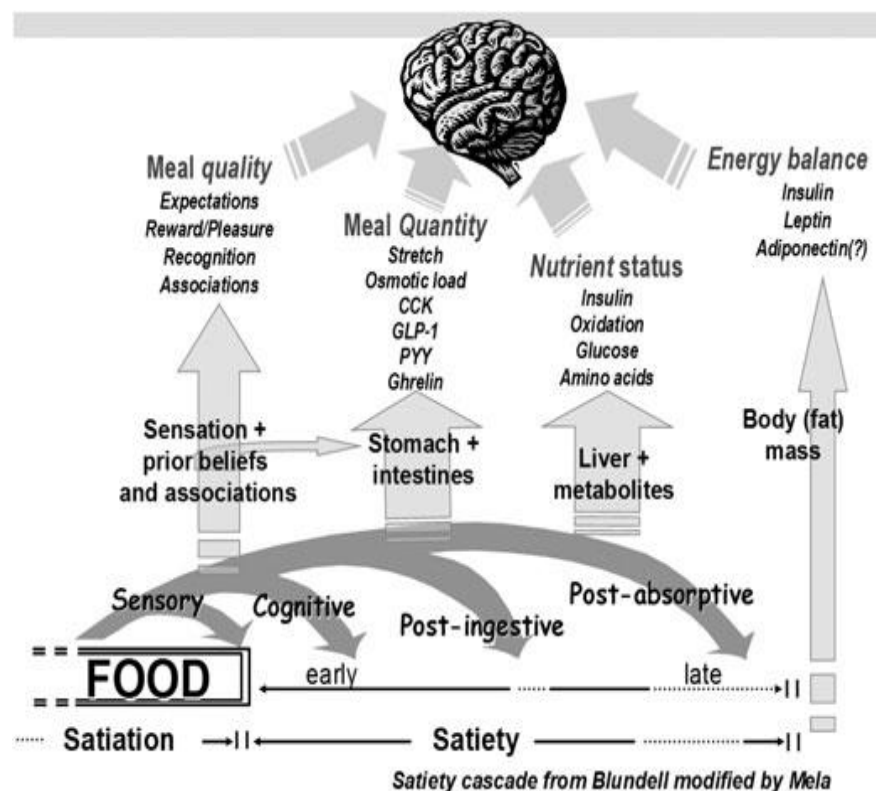 Meal quality
Expectations
Reward/Pleasure
Recognition
Associations
Meal Quantity
Stretch
Osmotic load
CCK
GLP-1
PYY
Ghrelin
Nutrient status
Insulin
Oxidation
Glucose
Amino acids
Energy balance
Insulin
Leptin
Adiponectin(?)
Sensation +
prior beliefs
and associations
Stomach +
intestines
Liver +
metabolites
Body (fat)
mass
Sensory
Cognitive
Post-ingestive
Post-absorptive
FOOD
early
late
Satiation
Satiety
Satiety cascade from Blundell modified by Mela